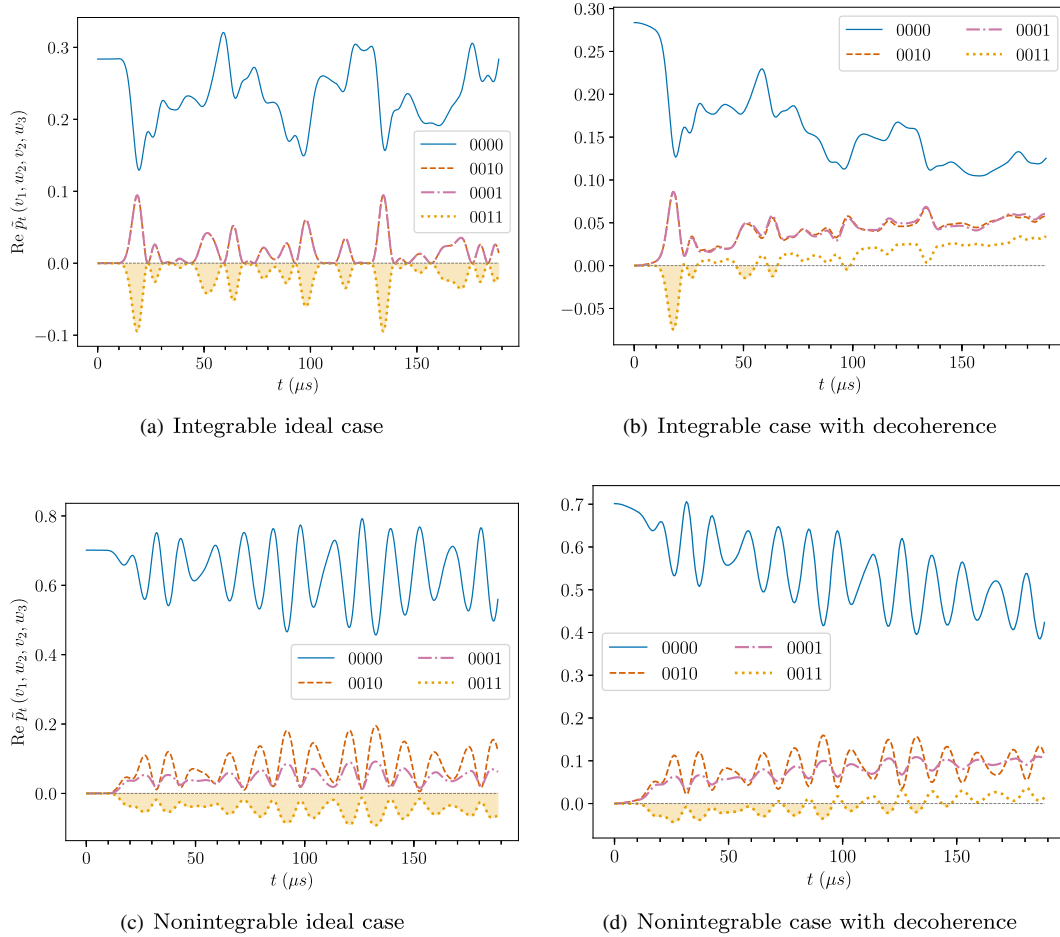 0.3
0.2
0.1
0.0
−0.1
Re p̃t (v1, w2, v2, w3)
0000
0010
0001
0011
0 50 100 150
t (μs)
(a) Integrable ideal case
0.30
0.25
0.20
0.15
0.10
0.05
0.00
−0.05
0000 0001
0010 0011
0 50 100 150
t (μs)
(b) Integrable case with decoherence
0.8
0.6
0.4
0.2
0.0
Re p̃t (v1, w2, v2, w3)
0000 0001
0010 0011
0 50 100 150
t (μs)
(c) Nonintegrable ideal case
0.7
0.6
0.5
0.4
0.3
0.2
0.1
0.0
0000 0001
0010 0011
0 50 100 150
t (μs)
(d) Nonintegrable case with decoherence